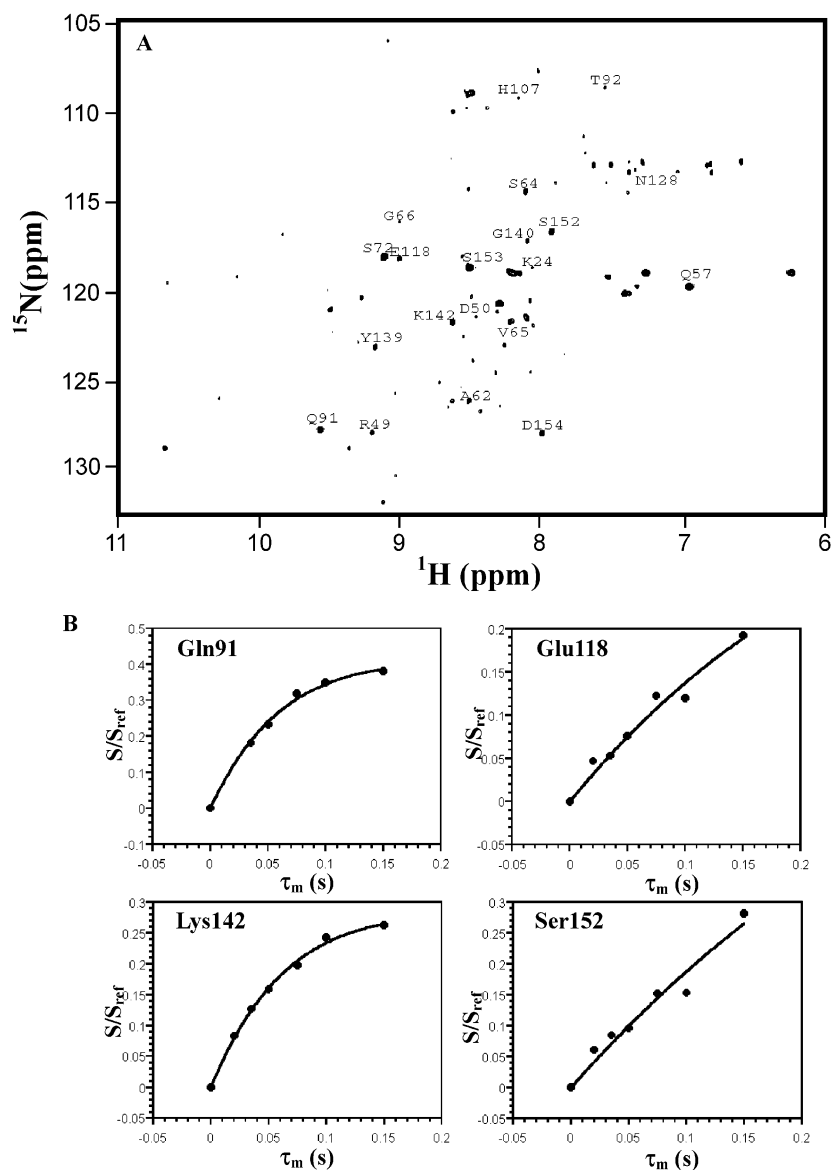 A
105
110
115
120
125
130
15N(ppm)
H107
T92
S64
N128
G66
G140
S152
S72
E118
S153
K24
Q57
K142
D50
V65
Y139
A62
Q91
R49
D154
11
10
9
8
7
6
1H (ppm)
B
Gln91
S/Sref
0.5
0.4
0.3
0.2
0.1
0
-0.1
-0.05
0
0.05
0.1
0.15
0.2
τm (s)
Glu118
S/Sref
0.2
0.15
0.1
0.05
0
-0.05
-0.05
0
0.05
0.1
0.15
0.2
τm (s)
Lys142
S/Sref
0.3
0.25
0.2
0.15
0.1
0.05
0
-0.05
-0.05
0
0.05
0.1
0.15
0.2
τm (s)
Ser152
S/Sref
0.3
0.25
0.2
0.15
0.1
0.05
0
-0.05
-0.05
0
0.05
0.1
0.15
0.2
τm (s)